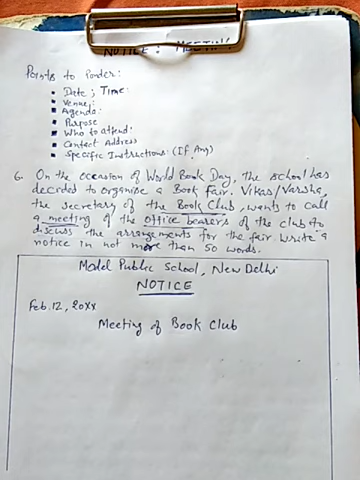 NOTICE: MEETING
Points to Ponder:
▪ Date; Time:
▪ Venue:
▪ Agenda:
▪ Purpose
▪ Who to attend:
▪ Contact Address
▪ Specific Instructions: (If Any)
6. On the occasion of World Book Day, the school has
decided to organise a Book fair. Vikas/Varsha,
the secretary of the Book Club, wants to call
a meeting of the office bearers of the club to
discuss the arrangements for the fair write a
notice in not more than 50 words.
Model Public School, New Delhi
NOTICE
Feb. 12, 20XX
Meeting of Book Club